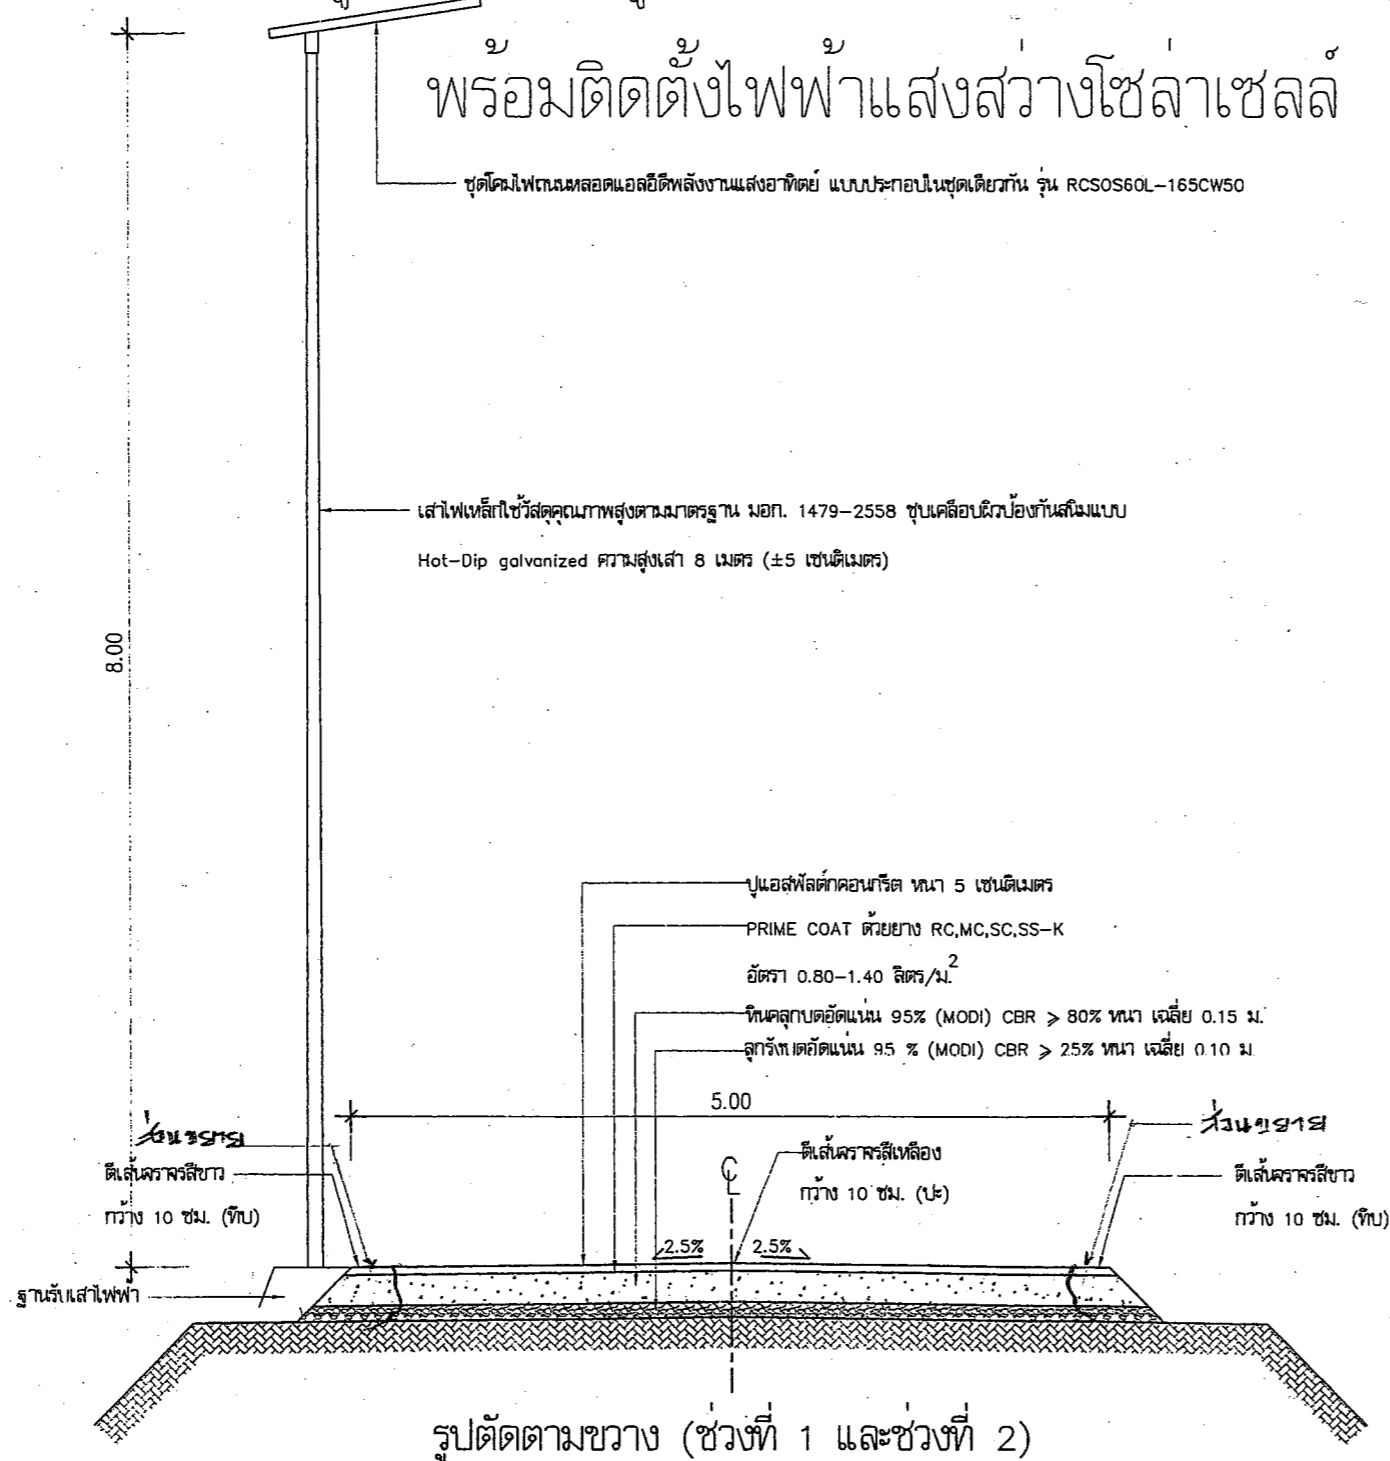 พร้อมติดตั้งไฟฟ้าแสงสว่างโซล่าเซลล์
ชุดโคมไฟถนนหลอดแอลอีดีพลังงานแสงอาทิตย์ แบบประกอบในชุดเดียวกัน รุ่น RCSOS60L-165CW50
เสาไฟเหล็กใช้วัสดุคุณภาพสูงตามมาตรฐาน มอก. 1479-2558 ชุบเคลือบผิวป้องกันสนิมแบบ
Hot-Dip galvanized ความสูงเสา 8 เมตร (±5 เซนติเมตร)
8.00
ปูแอสฟัลต์กคอนกรีต หนา 5 เซนติเมตร
PRIME COAT ด้วยยาง RC,MC,SC,SS-K
อัตรา 0.80-1.40 ลิตร/ม.²
หินคลุกบดอัดแน่น 95% (MODI) CBR ⩾ 80% หนา เฉลี่ย 0.15 ม.
ลูกรังบดอัดแน่น 95 % (MODI) CBR ⩾ 25% หนา เฉลี่ย 0.10 ม
5.00
ส่วนขยาย
ส่วนขยาย
ตีเส้นจราจรสีขาว
กว้าง 10 ซม. (ทึบ)
ตีเส้นจราจรสีเหลือง
กว้าง 10 ซม. (ปะ)
ตีเส้นจราจรสีขาว
กว้าง 10 ซม. (ทึบ)
CL
2.5% 2.5%
ฐานรับเสาไฟฟ้า
รูปตัดตามขวาง (ช่วงที่ 1 และช่วงที่ 2)